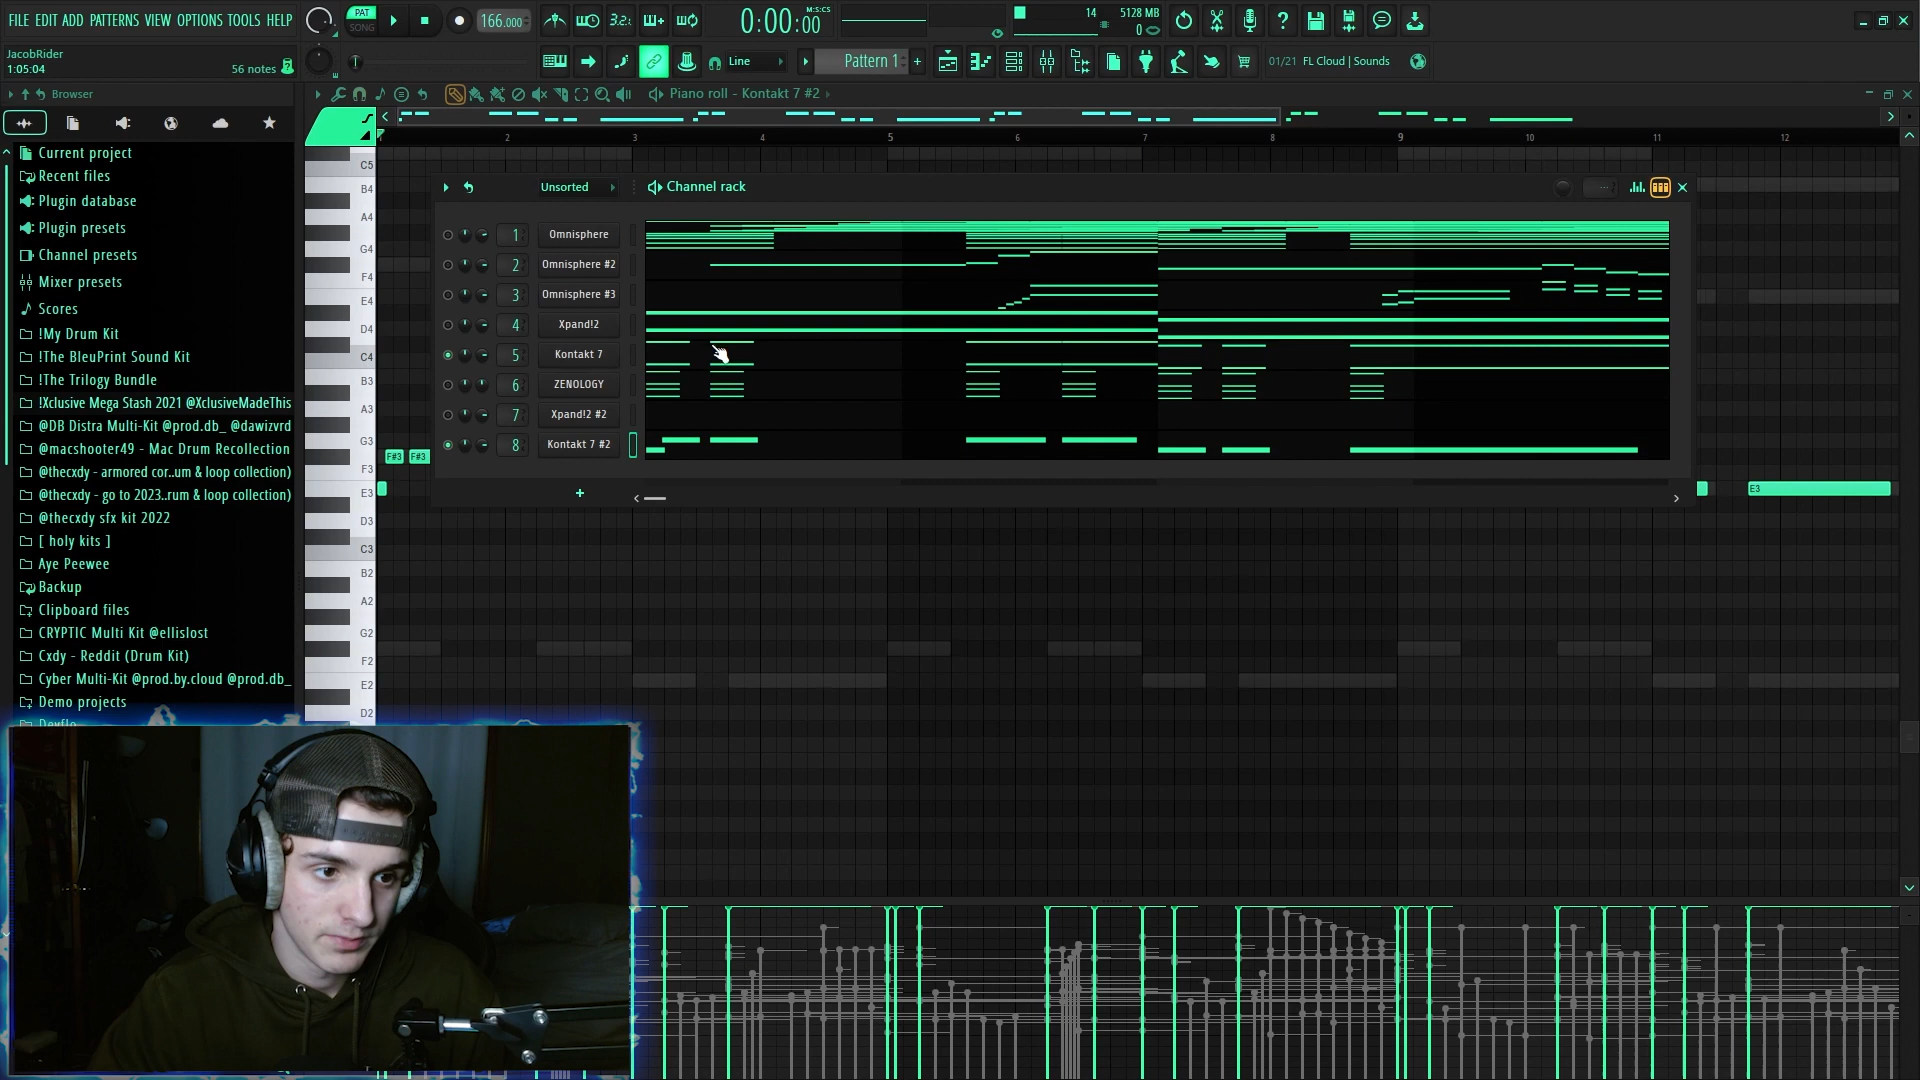 FILE EDIT ADD PATTERNS VIEW OPTIONS TOOLS HELP
PAT
SONG
166.000
3.2.
0:00:00
M:S:CS
14
5128 MB
0
JacobRider
1:05:04
56 notes
Line
Pattern 1
+
01/21 FL Cloud | Sounds
Browser
Piano roll - Kontakt 7 #2
Current project
Recent files
Plugin database
Plugin presets
Channel presets
Mixer presets
Scores
!My Drum Kit
!The BleuPrint Sound Kit
!The Trilogy Bundle
!Xclusive Mega Stash 2021 @XclusiveMadeThis
@DB Distra Multi-Kit @prod.db_ @dawizvrd
@macshooter49 - Mac Drum Recollection
@thecxdy - armored cor..um & loop collection)
@thecxdy - go to 2023..rum & loop collection)
@thecxdy sfx kit 2022
[ holy kits ]
Aye Peewee
Backup
Clipboard files
CRYPTIC Multi Kit @ellislost
Cxdy - Reddit (Drum Kit)
Cyber Multi-Kit @prod.by.cloud @prod.db_
Demo projects
2 3 4 5 6 7 8 9 10 11 12
C5
B4
A4
G4
F4
E4
D4
C4
B3
A3
G3
F3
E3
D3
C3
B2
A2
G2
F2
E2
D2
F#3 F#3
E3
Unsorted
Channel rack
1 Omnisphere
2 Omnisphere #2
3 Omnisphere #3
4 Xpand!2
5 Kontakt 7
6 ZENOLOGY
7 Xpand!2 #2
8 Kontakt 7 #2
+